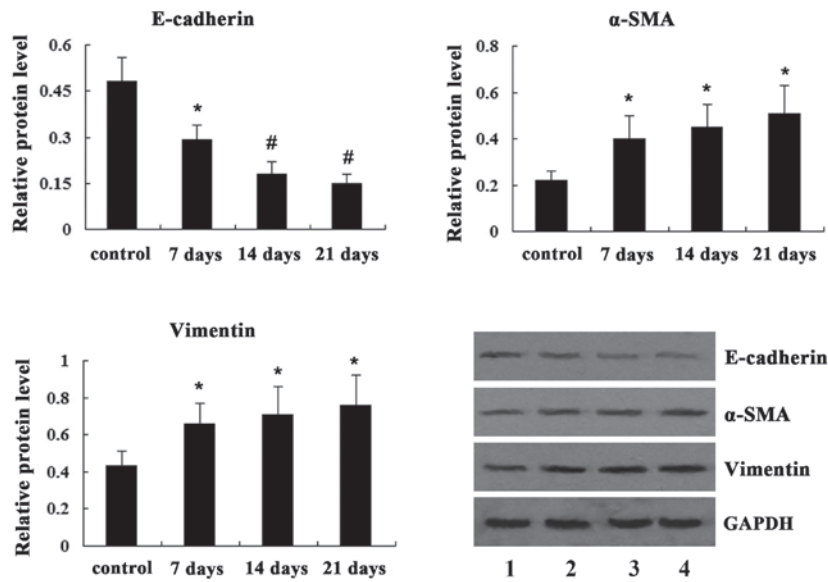 E-cadherin
Relative protein level
0.6
0.45
0.3
0.15
0
*
#
#
control
7 days
14 days
21 days
α-SMA
Relative protein level
0.8
0.6
0.4
0.2
0
*
*
*
control
7 days
14 days
21 days
Vimentin
Relative protein level
1
0.8
0.6
0.4
0.2
0
*
*
*
control
7 days
14 days
21 days
E-cadherin
α-SMA
Vimentin
GAPDH
1 2 3 4